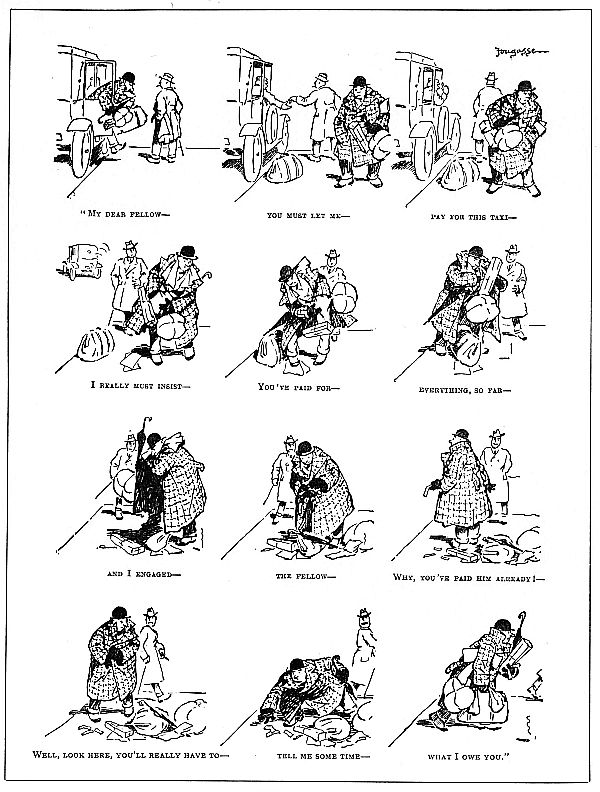 Fougasse
"MY DEAR FELLOW—
YOU MUST LET ME—
PAY FOR THIS TAXI—
I REALLY MUST INSIST—
YOU'VE PAID FOR—
EVERYTHING, SO FAR—
AND I ENGAGED—
THE FELLOW—
WHY, YOU'VE PAID HIM ALREADY!—
WELL, LOOK HERE, YOU'LL REALLY HAVE TO—
TELL ME SOME TIME—
WHAT I OWE YOU."